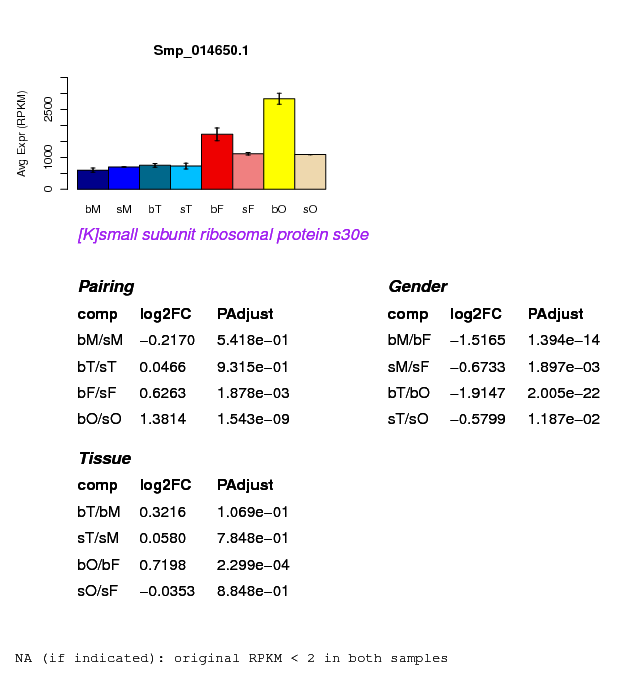 Smp_014650.1
Avg Expr (RPKM)
2500
1000
0
bM sM bT sT bF sF bO sO
[K]small subunit ribosomal protein s30e
Pairing
comp log2FC PAdjust
bM/sM −0.2170 5.418e−01
bT/sT 0.0466 9.315e−01
bF/sF 0.6263 1.878e−03
bO/sO 1.3814 1.543e−09
Gender
comp log2FC PAdjust
bM/bF −1.5165 1.394e−14
sM/sF −0.6733 1.897e−03
bT/bO −1.9147 2.005e−22
sT/sO −0.5799 1.187e−02
Tissue
comp log2FC PAdjust
bT/bM 0.3216 1.069e−01
sT/sM 0.0580 7.848e−01
bO/bF 0.7198 2.299e−04
sO/sF −0.0353 8.848e−01
NA (if indicated): original RPKM < 2 in both samples